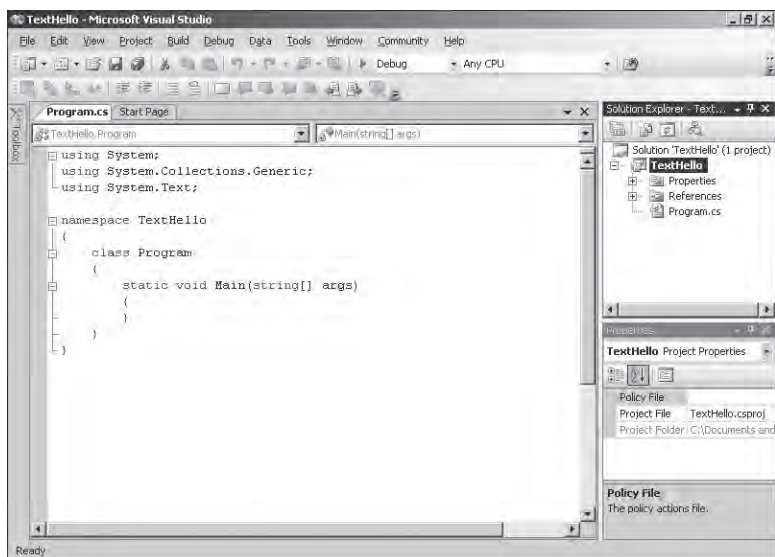 TextHello - Microsoft Visual Studio
File Edit View Project Build Debug Data Tools Window Community Help
Debug Any CPU
Toolbox
Program.cs Start Page
TextHello.Program
Main(string[] args)
using System;
using System.Collections.Generic;
using System.Text;
namespace TextHello
{
class Program
{
static void Main(string[] args)
{
}
}
}
Solution Explorer - Text...
Solution 'TextHello' (1 project)
TextHello
Properties
References
Program.cs
Properties
TextHello Project Properties
Policy File
Project File TextHello.csproj
Project Folder C:\Documents and
Policy File
The policy actions file.
Ready